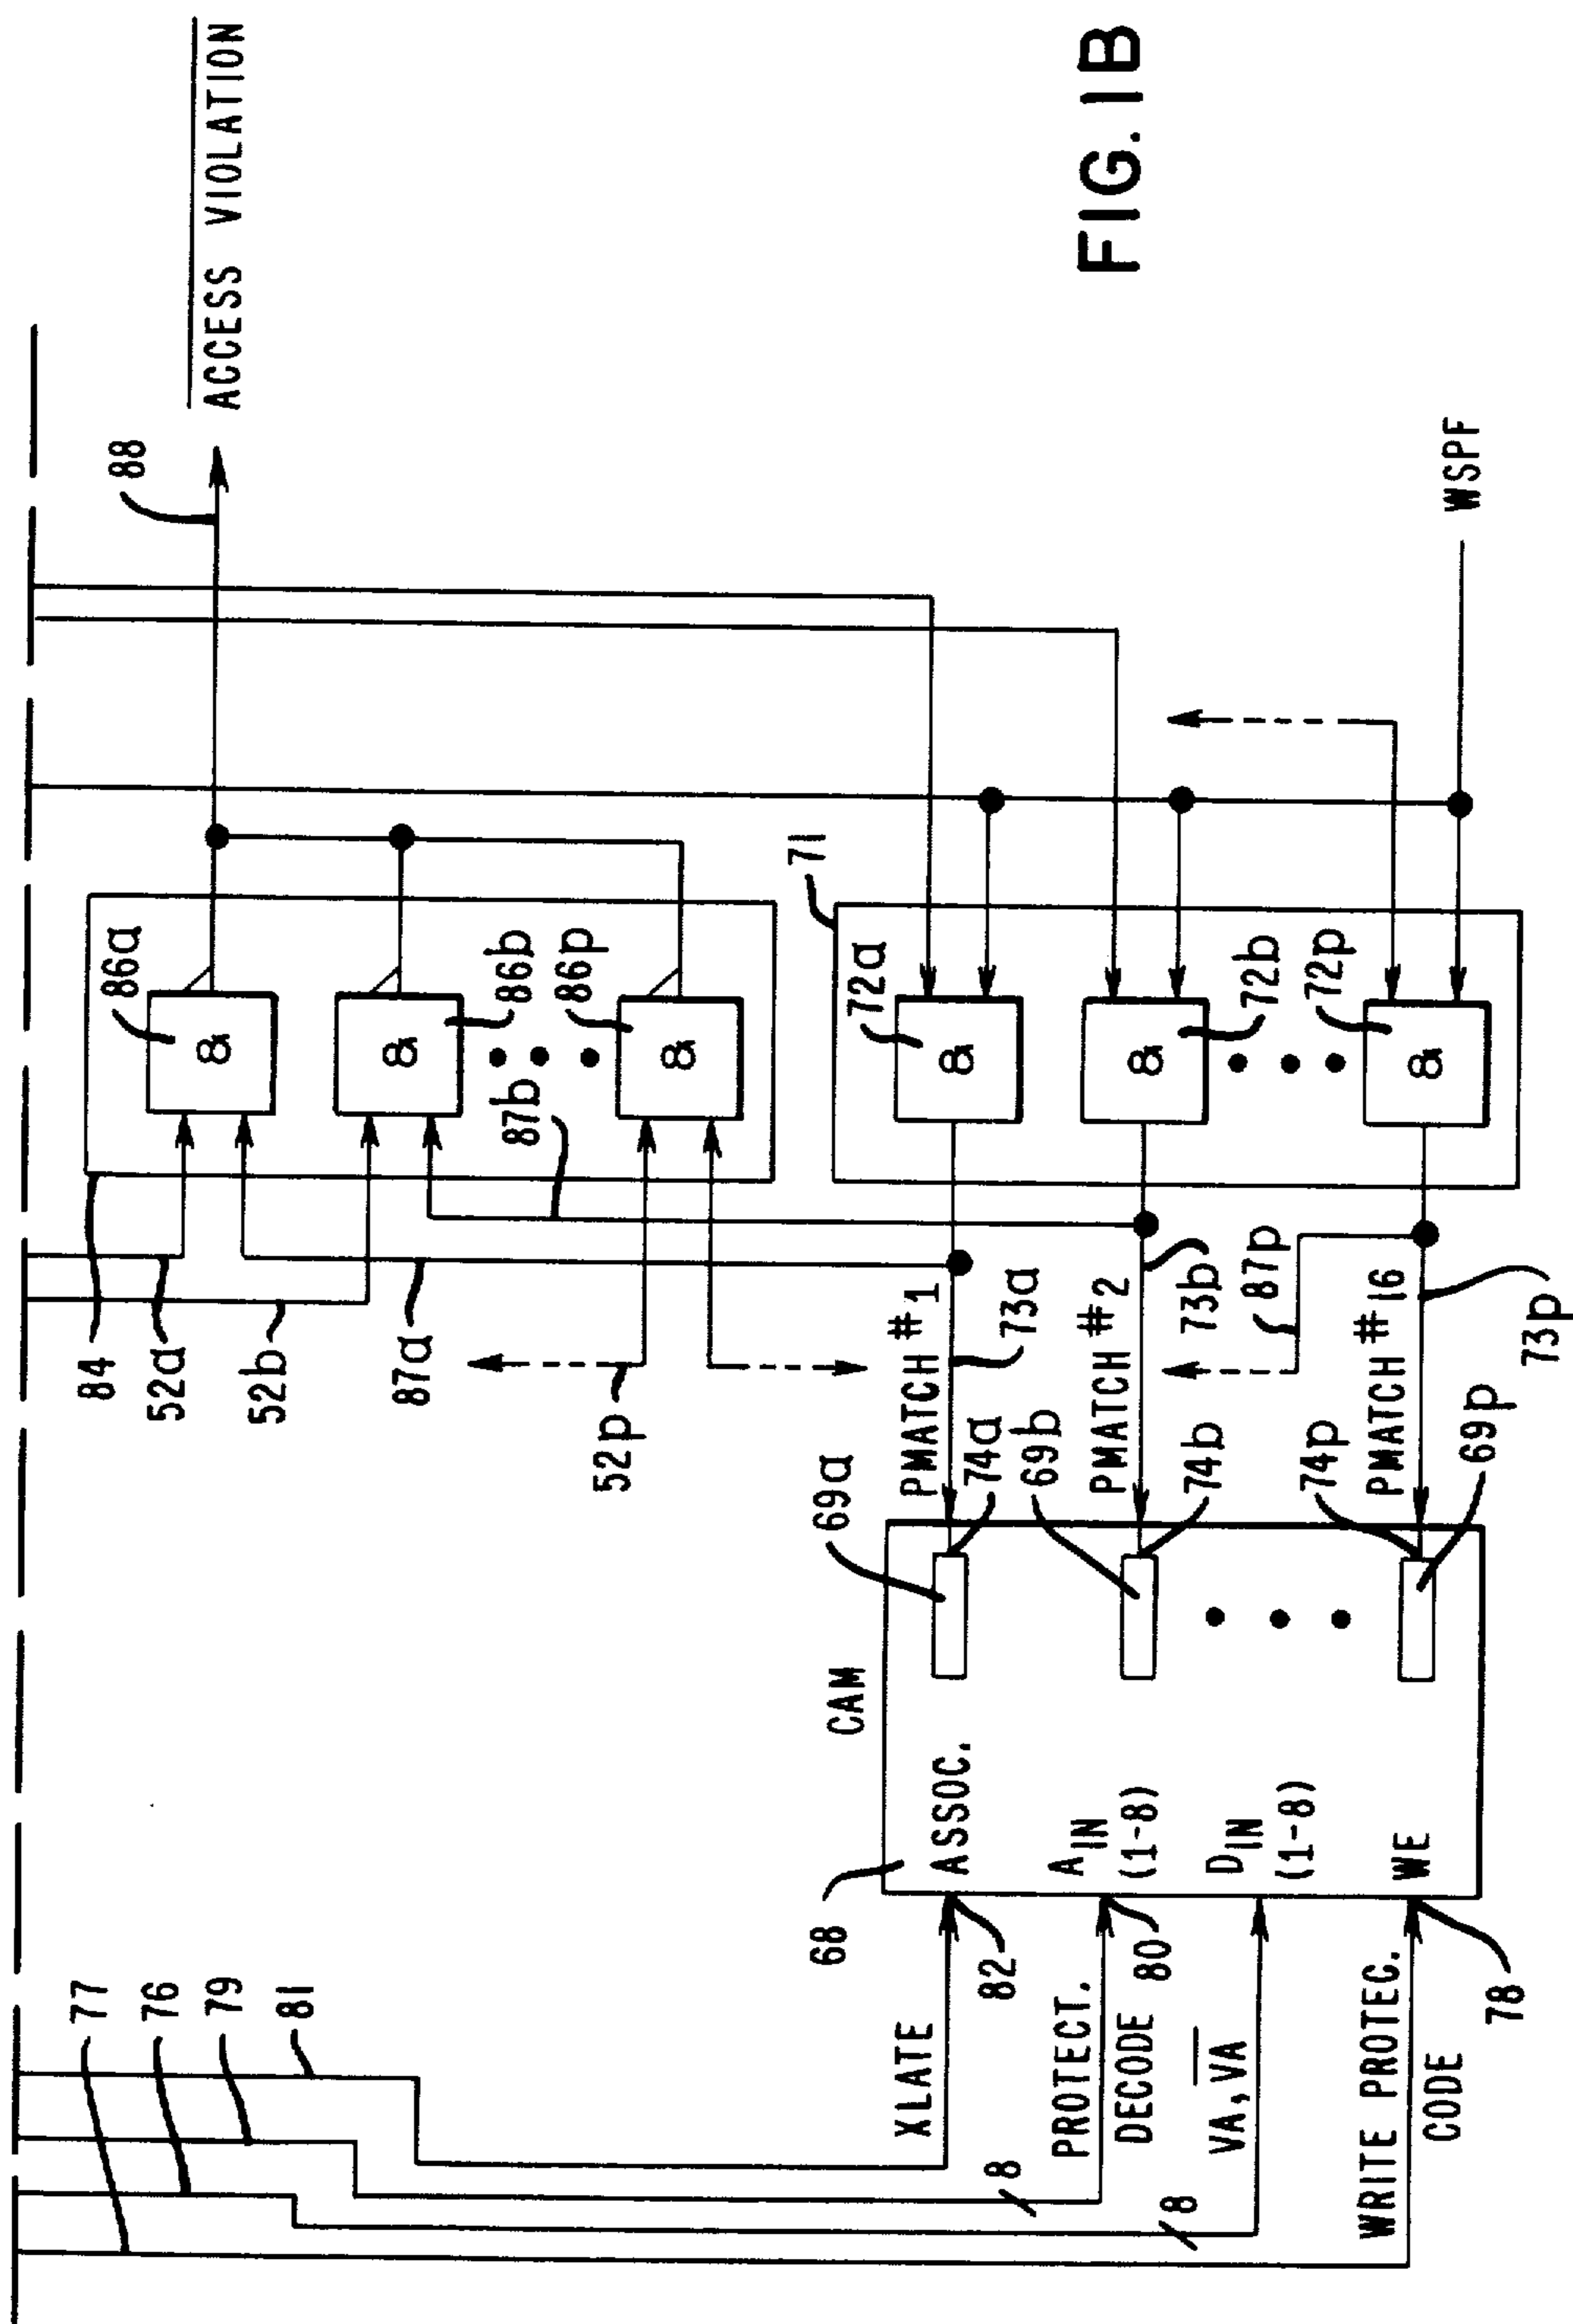 ACCESS VIOLATION
88
86a
&
86b
&
86p
&
87b
84
52a
52b
87a
52p
71
72a
&
72b
&
72p
&
WSPF
PMATCH #1
73a
PMATCH #2
73b
87p
PMATCH #16
73p
69a
74a
69b
74b
74p
69p
CAM
68
ASSOC.
A IN
(1-8)
D IN
(1-8)
WE
77
76
79
81
XLATE
82
PROTECT.
DECODE
80
8
VA, VA
8
WRITE PROTEC.
CODE
78
FIG. 1B